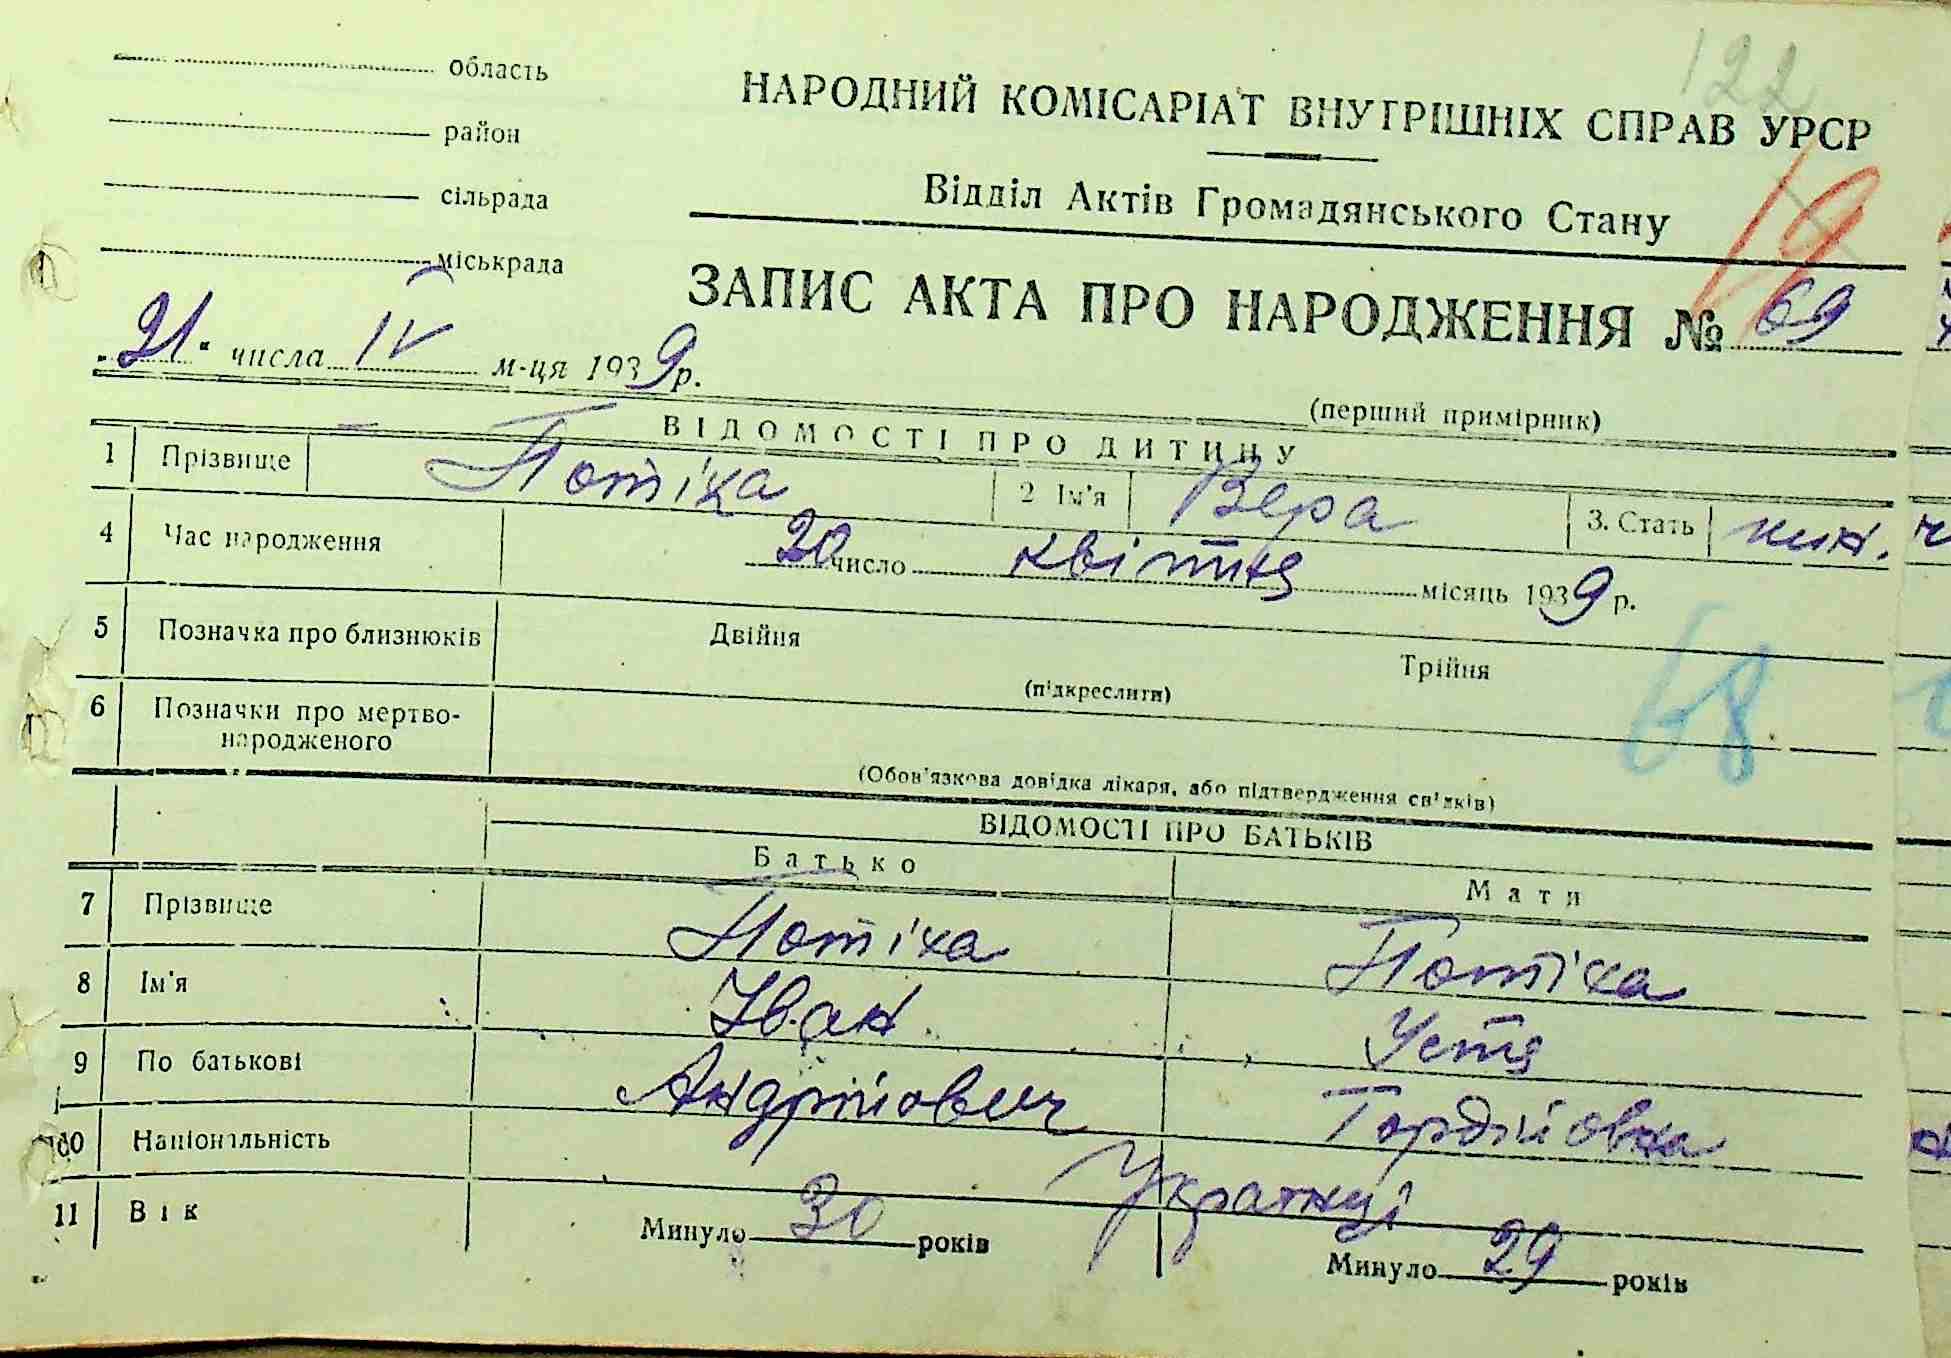 122
область
район
сільрада
міськрада
НАРОДНИЙ КОМІСАРІАТ ВНУТРІШНІХ СПРАВ УРСР
Відділ Актів Громадянського Стану
19
ЗАПИС АКТА ПРО НАРОДЖЕННЯ № 69
„21“ числа IV м-ця 1939 р.
(перший примірник)
ВІДОМОСТІ ПРО ДИТИНУ
1 Прізвище Потіха 2 Ім'я Вера 3. Стать жін.
4 Час народження 20 число квітня місяць 1939 р.
5 Позначка про близнюків Двійня Трійня
(підкреслити)
68
6 Позначки про мертво-
народженого
(Обов'язкова довідка лікаря, або підтвердження свідків)
ВІДОМОСТІ ПРО БАТЬКІВ
Батько Мати
7 Прізвище Потіха Потіха
8 Ім'я Іван Устя
9 По батькові Андрійович Гордійовна
10 Національність Українці
11 Вік Минуло 30 років Минуло 29 років